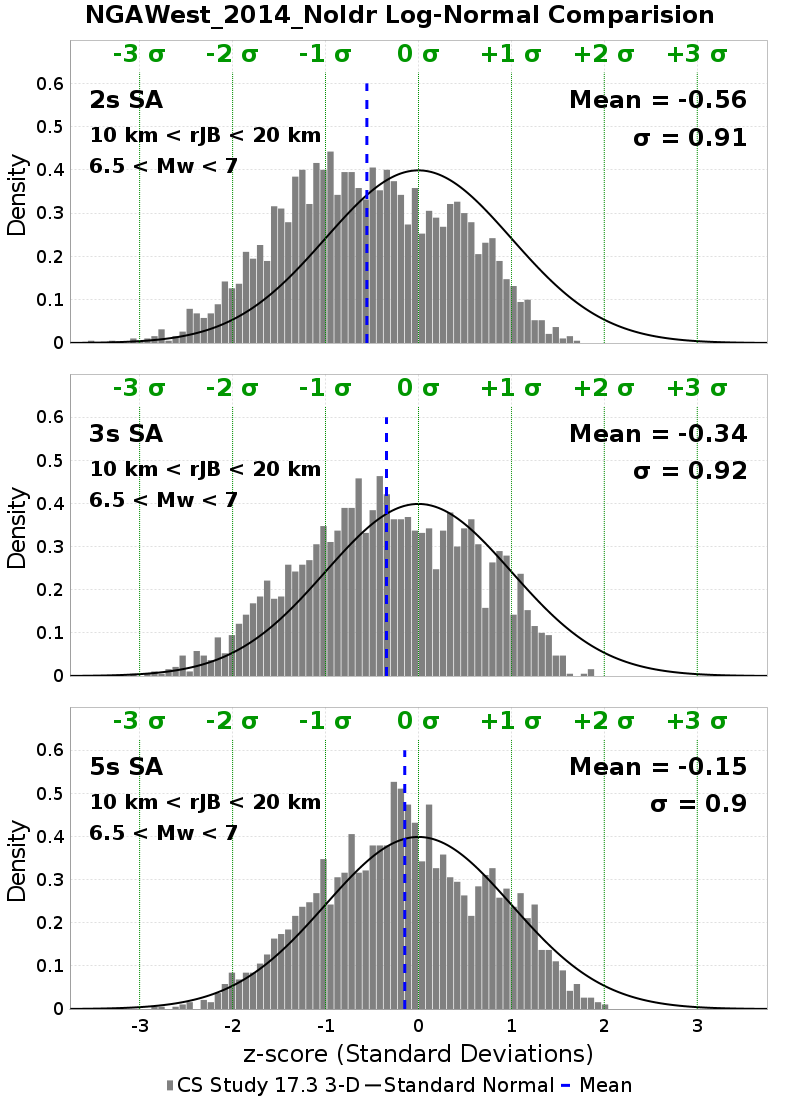 NGAWest_2014_NoIdr Log-Normal Comparision
-3 σ -2 σ -1 σ 0 σ +1 σ +2 σ +3 σ
0.6
2s SA Mean = -0.56
0.5
10 km < rJB < 20 km σ = 0.91
6.5 < Mw < 7
0.4
0.3
0.2
0.1
0
Density
-3 σ -2 σ -1 σ 0 σ +1 σ +2 σ +3 σ
0.6
3s SA Mean = -0.34
0.5
10 km < rJB < 20 km σ = 0.92
6.5 < Mw < 7
0.4
0.3
0.2
0.1
0
Density
-3 σ -2 σ -1 σ 0 σ +1 σ +2 σ +3 σ
0.6
5s SA Mean = -0.15
0.5
10 km < rJB < 20 km σ = 0.9
6.5 < Mw < 7
0.4
0.3
0.2
0.1
0
Density
-3 -2 -1 0 1 2 3
z-score (Standard Deviations)
CS Study 17.3 3-D Standard Normal Mean